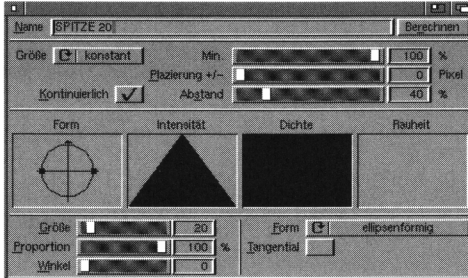 Name SPITZE 20 Berechnen
Größe konstant Min. 100 %
Plazierung +/– 0 Pixel
Kontinuierlich Abstand 40 %
Form Intensität Dichte Rauheit
Größe 20 Form ellipsenförmig
Proportion 100 % Tangential
Winkel 0